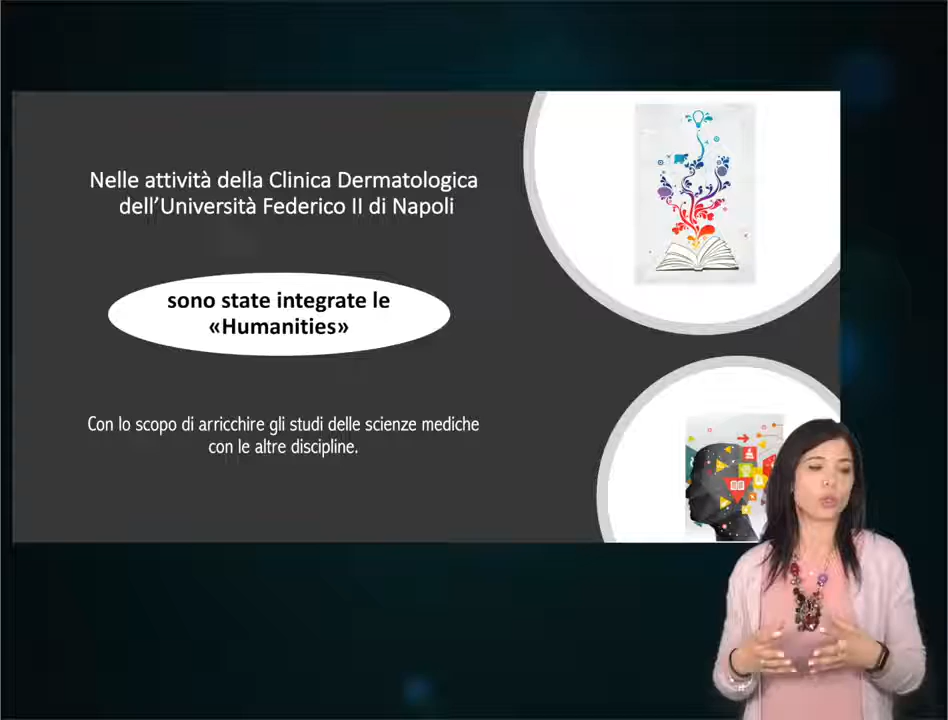 Nelle attività della Clinica Dermatologica
dell’Università Federico II di Napoli
sono state integrate le
«Humanities»
Con lo scopo di arricchire gli studi delle scienze mediche
con le altre discipline.